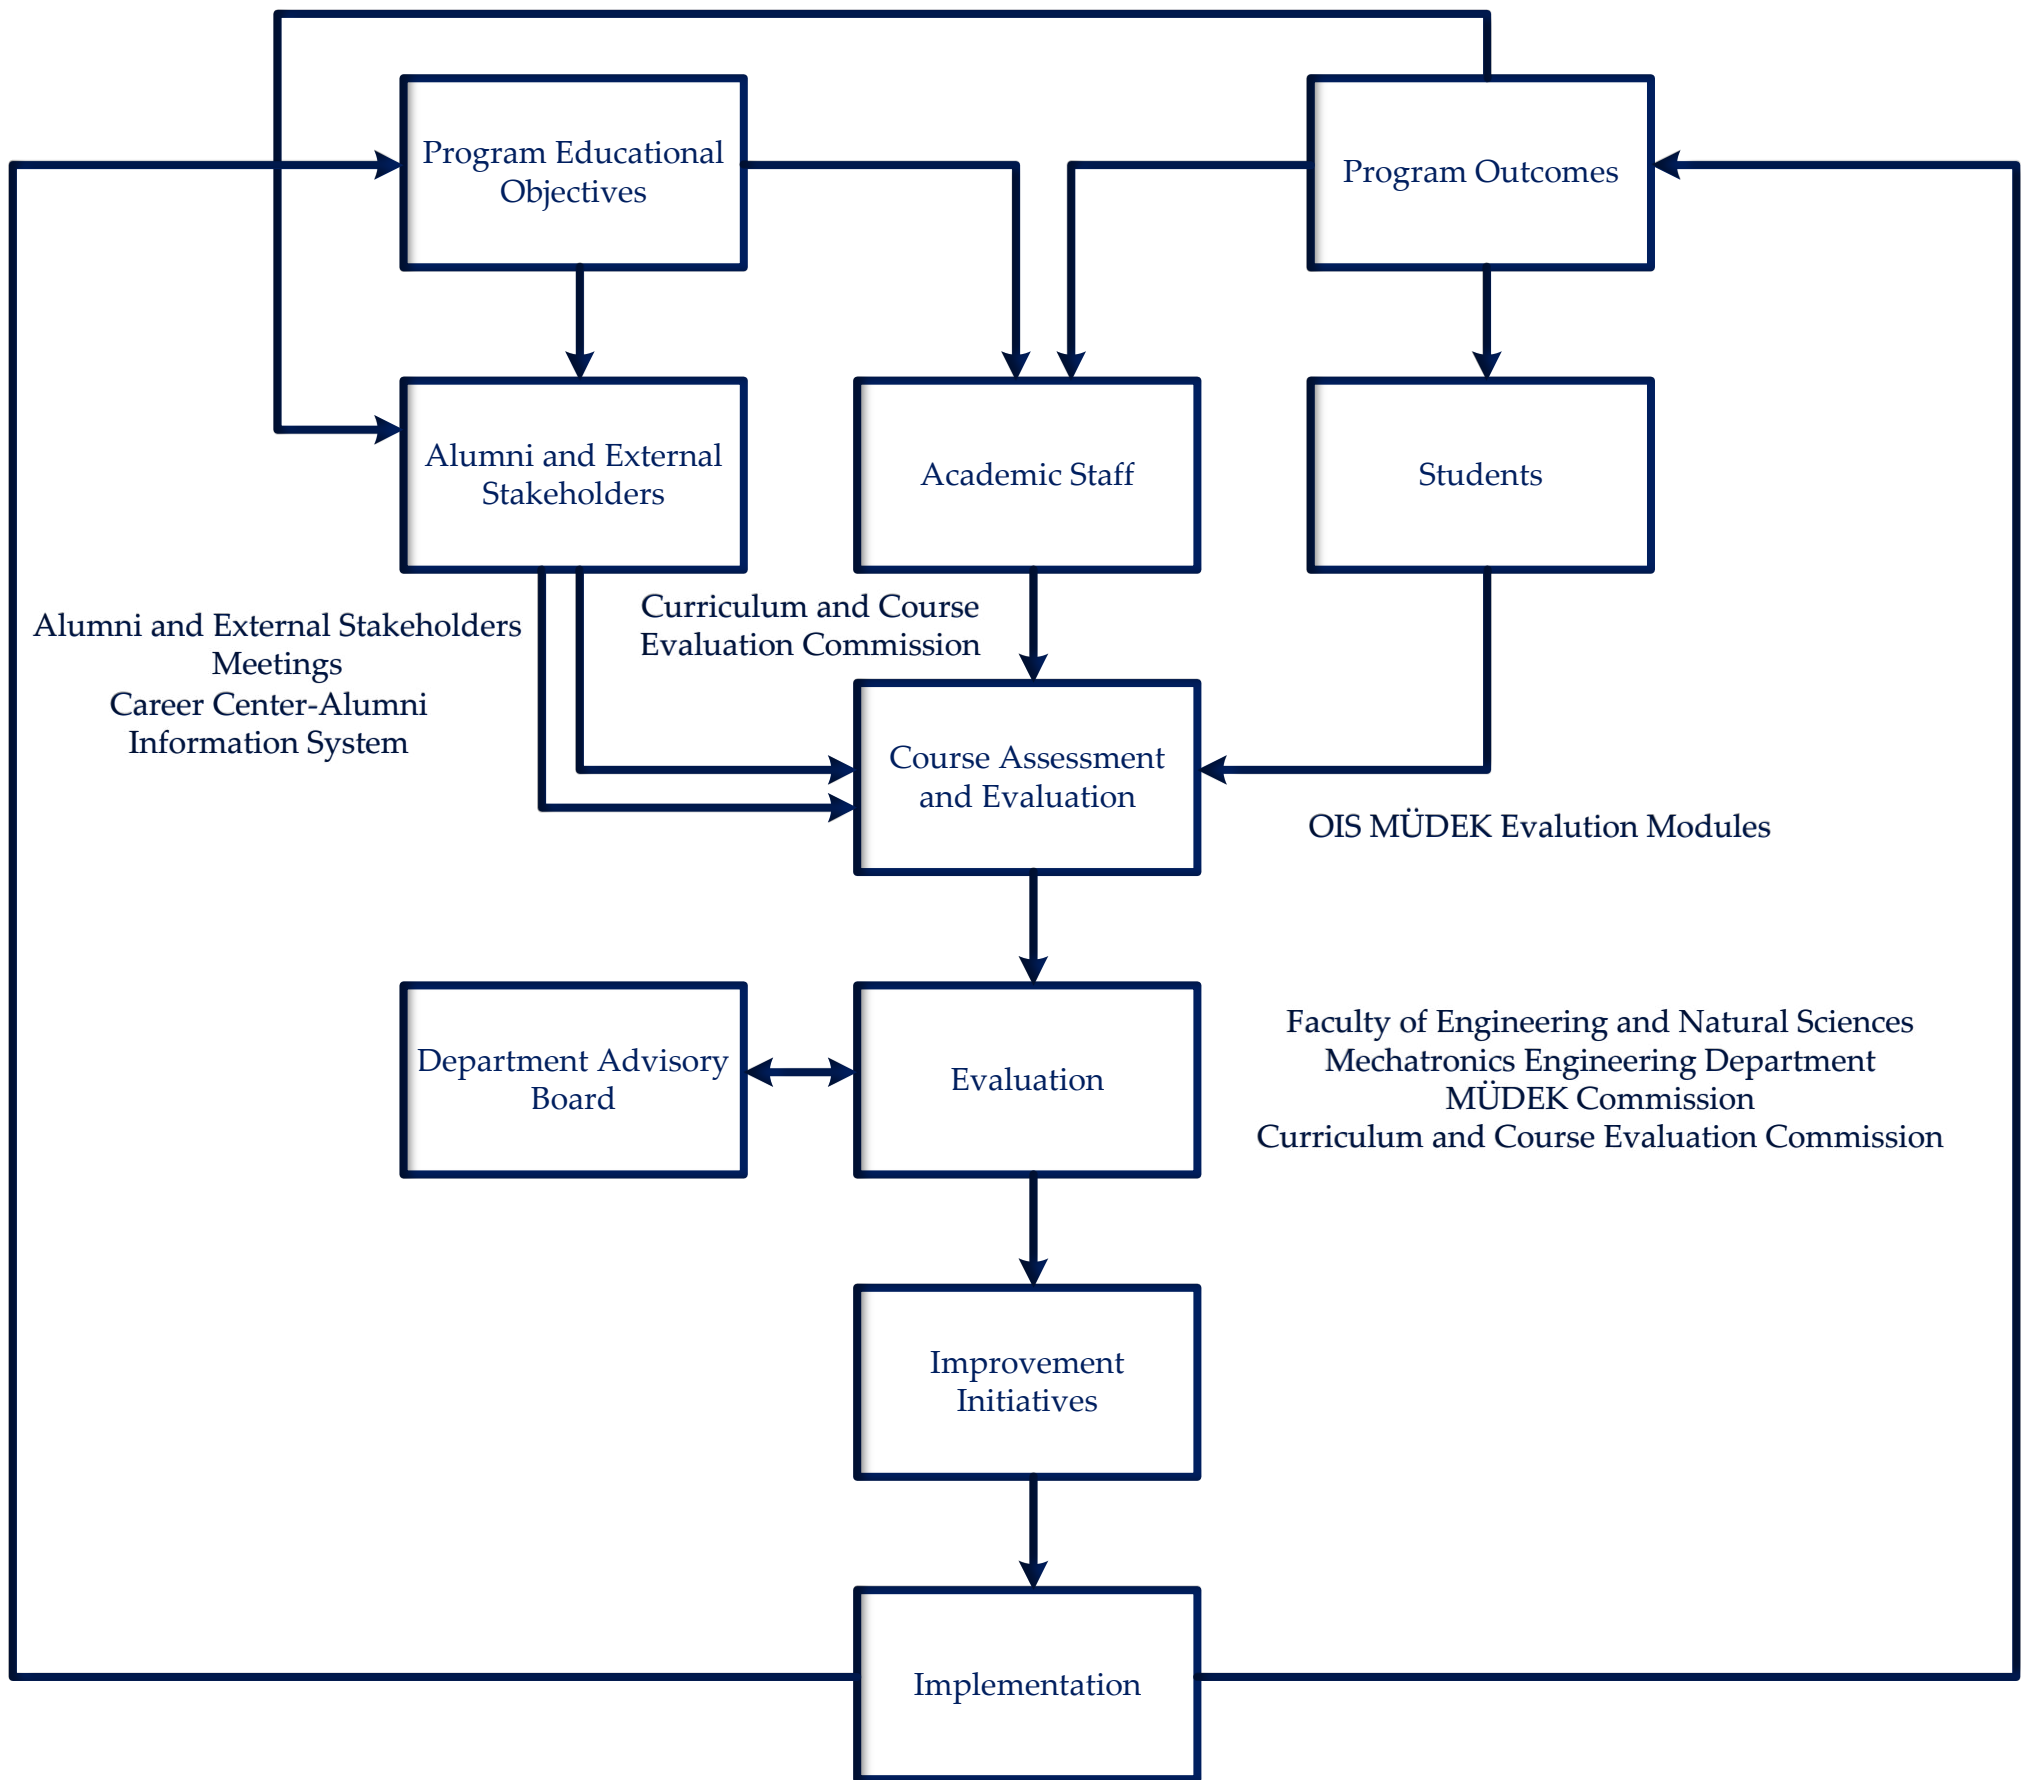 Program Educational
Objectives
Program Outcomes
Alumni and External
Stakeholders
Academic Staff
Students
Alumni and External Stakeholders
Meetings
Career Center-Alumni
Information System
Curriculum and Course
Evaluation Commission
Course Assessment
and Evaluation
OIS MÜDEK Evalution Modules
Department Advisory
Board
Evaluation
Faculty of Engineering and Natural Sciences
Mechatronics Engineering Department
MÜDEK Commission
Curriculum and Course Evaluation Commission
Improvement
Initiatives
Implementation